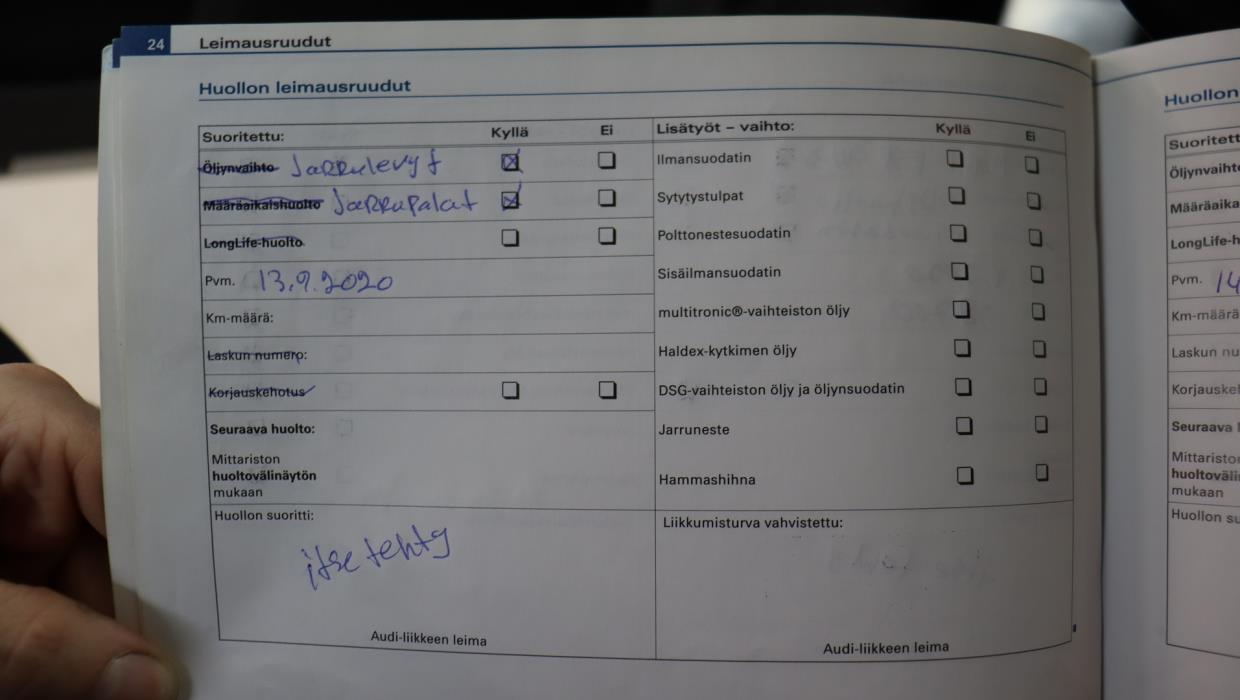 24 Leimausruudut
Huollon leimausruudut
Suoritettu: Kyllä Ei
Öljynvaihto Jarrulevyt
Määräaikaishuolto Jarrupalat
LongLife-huolto
Pvm. 13.9.2020
Km-määrä:
Laskun numero:
Korjauskehotus
Seuraava huolto:
Mittariston
huoltovälinäytön
mukaan
Huollon suoritti:
itse tehty
Audi-liikkeen leima
Lisätyöt – vaihto: Kyllä Ei
Ilmansuodatin
Sytytystulpat
Polttonestesuodatin
Sisäilmansuodatin
multitronic®-vaihteiston öljy
Haldex-kytkimen öljy
DSG-vaihteiston öljy ja öljynsuodatin
Jarruneste
Hammashihna
Liikkumisturva vahvistettu:
Audi-liikkeen leima
Huollon
Suoritett
Öljynvaihto
Määräaika
LongLife-h
Pvm. 14
Km-määrä
Laskun nu
Korjauske
Seuraava
Mittariston
huoltoväli
mukaan
Huollon su